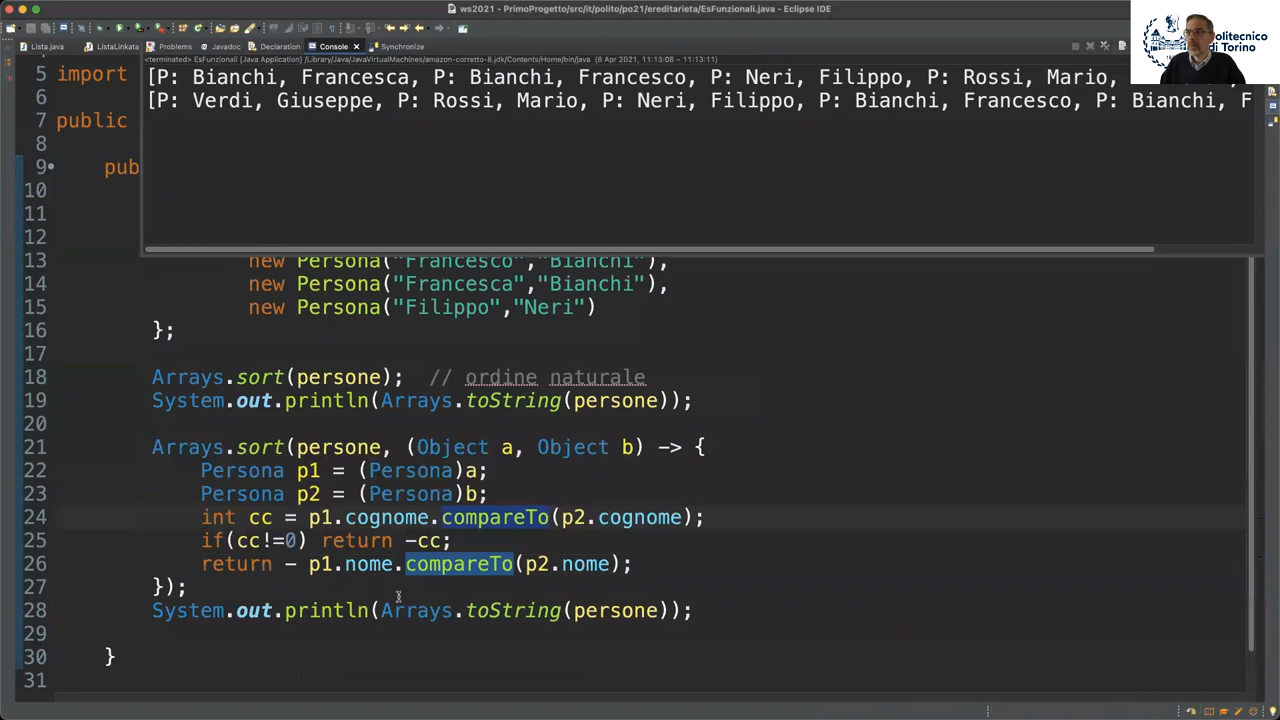 ws2021 - PrimoProgetto/src/it/polito/po21/ereditarieta/EsFunzionali.java - Eclipse IDE
Lista.java
ListaLinkata
Problems
Javadoc
Declaration
Console
Synchronize
<terminated> EsFunzionali [Java Application] /Library/Java/JavaVirtualMachines/amazon-corretto-8.jdk/Contents/Home/bin/java (8 Apr 2021, 11:13:08 – 11:13:11)
[P: Bianchi, Francesca, P: Bianchi, Francesco, P: Neri, Filippo, P: Rossi, Mario,
[P: Verdi, Giuseppe, P: Rossi, Mario, P: Neri, Filippo, P: Bianchi, Francesco, P: Bianchi, F
Politecnico
di Torino
5 import
6
7 public
8
9 pub
10
11
12
13 new Persona("Francesco","Bianchi"),
14 new Persona("Francesca","Bianchi"),
15 new Persona("Filippo","Neri")
16 };
17
18 Arrays.sort(persone); // ordine naturale
19 System.out.println(Arrays.toString(persone));
20
21 Arrays.sort(persone, (Object a, Object b) -> {
22 Persona p1 = (Persona)a;
23 Persona p2 = (Persona)b;
24 int cc = p1.cognome.compareTo(p2.cognome);
25 if(cc!=0) return -cc;
26 return - p1.nome.compareTo(p2.nome);
27 });
28 System.out.println(Arrays.toString(persone));
29
30 }
31